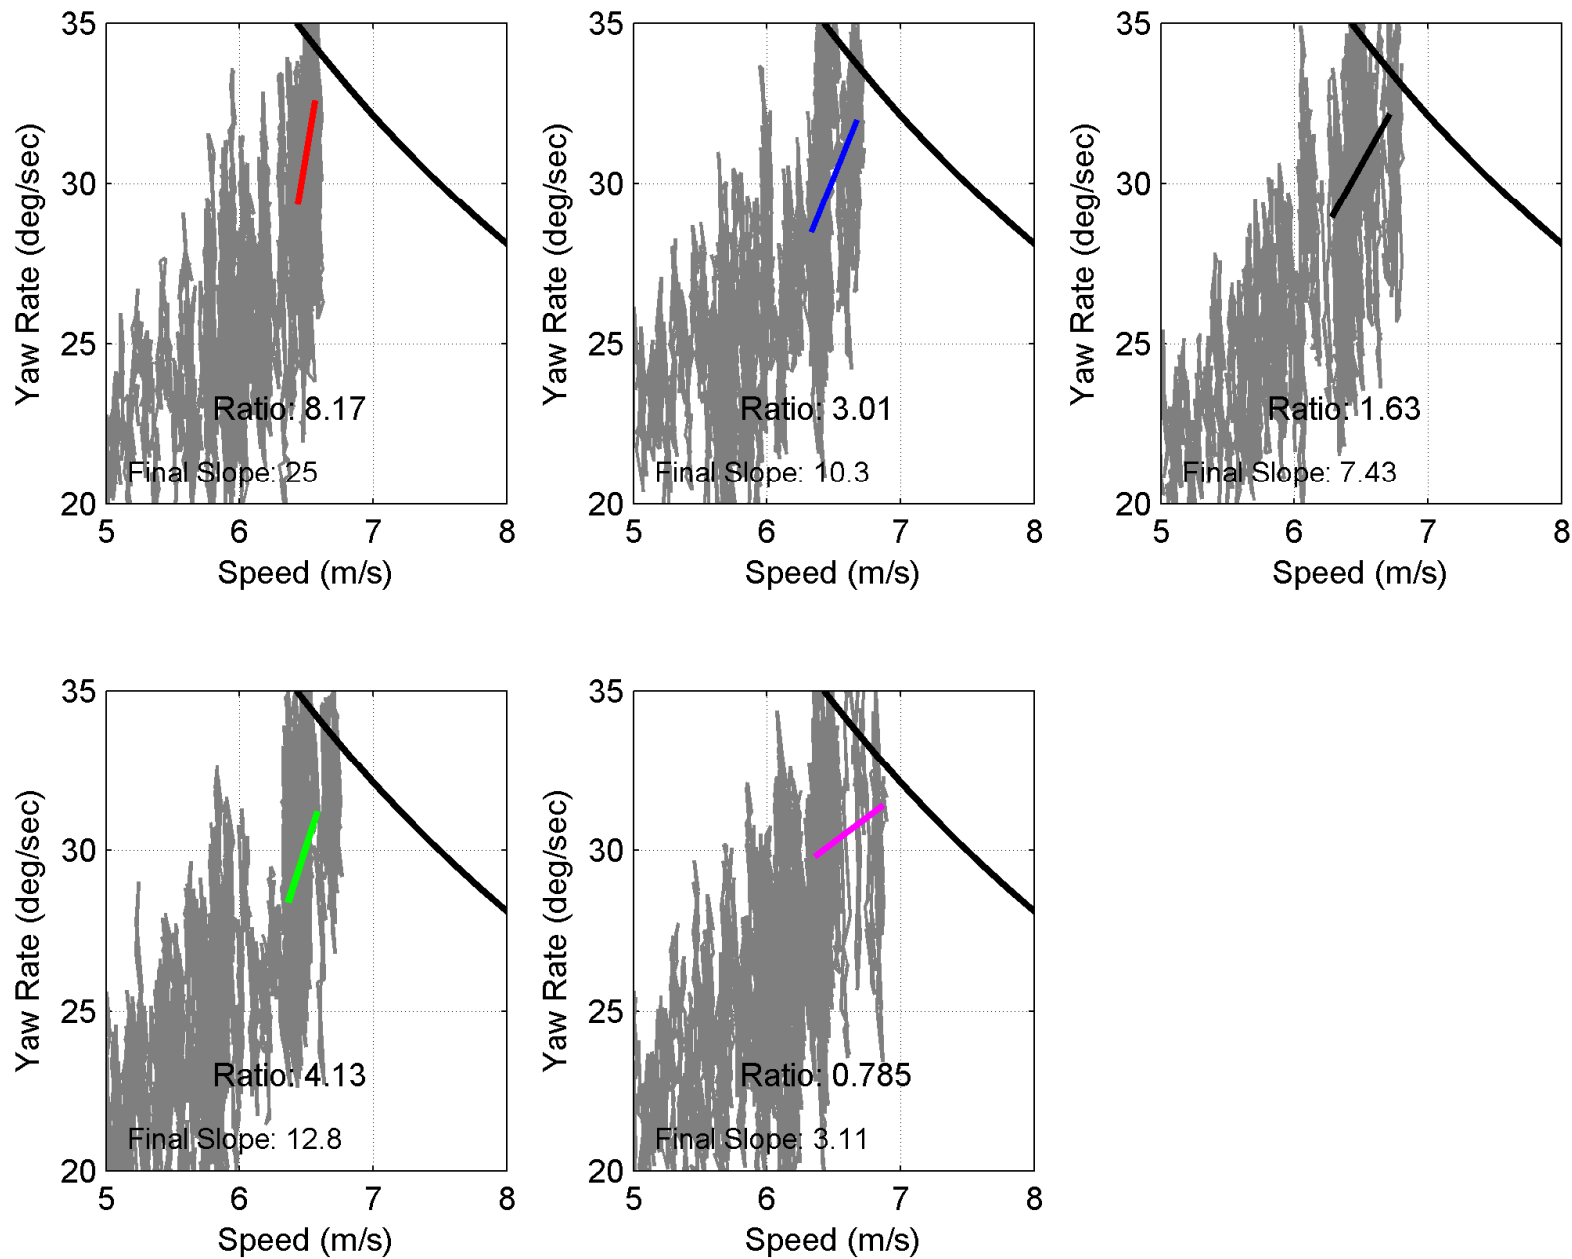 35
30
25
20
Yaw Rate (deg/sec)
Ratio: 8.17
Final Slope: 25
5 6 7 8
Speed (m/s)
35
30
25
20
Yaw Rate (deg/sec)
Ratio: 3.01
Final Slope: 10.3
5 6 7 8
Speed (m/s)
35
30
25
20
Yaw Rate (deg/sec)
Ratio: 1.63
Final Slope: 7.43
5 6 7 8
Speed (m/s)
35
30
25
20
Yaw Rate (deg/sec)
Ratio: 4.13
Final Slope: 12.8
5 6 7 8
Speed (m/s)
35
30
25
20
Yaw Rate (deg/sec)
Ratio: 0.785
Final Slope: 3.11
5 6 7 8
Speed (m/s)